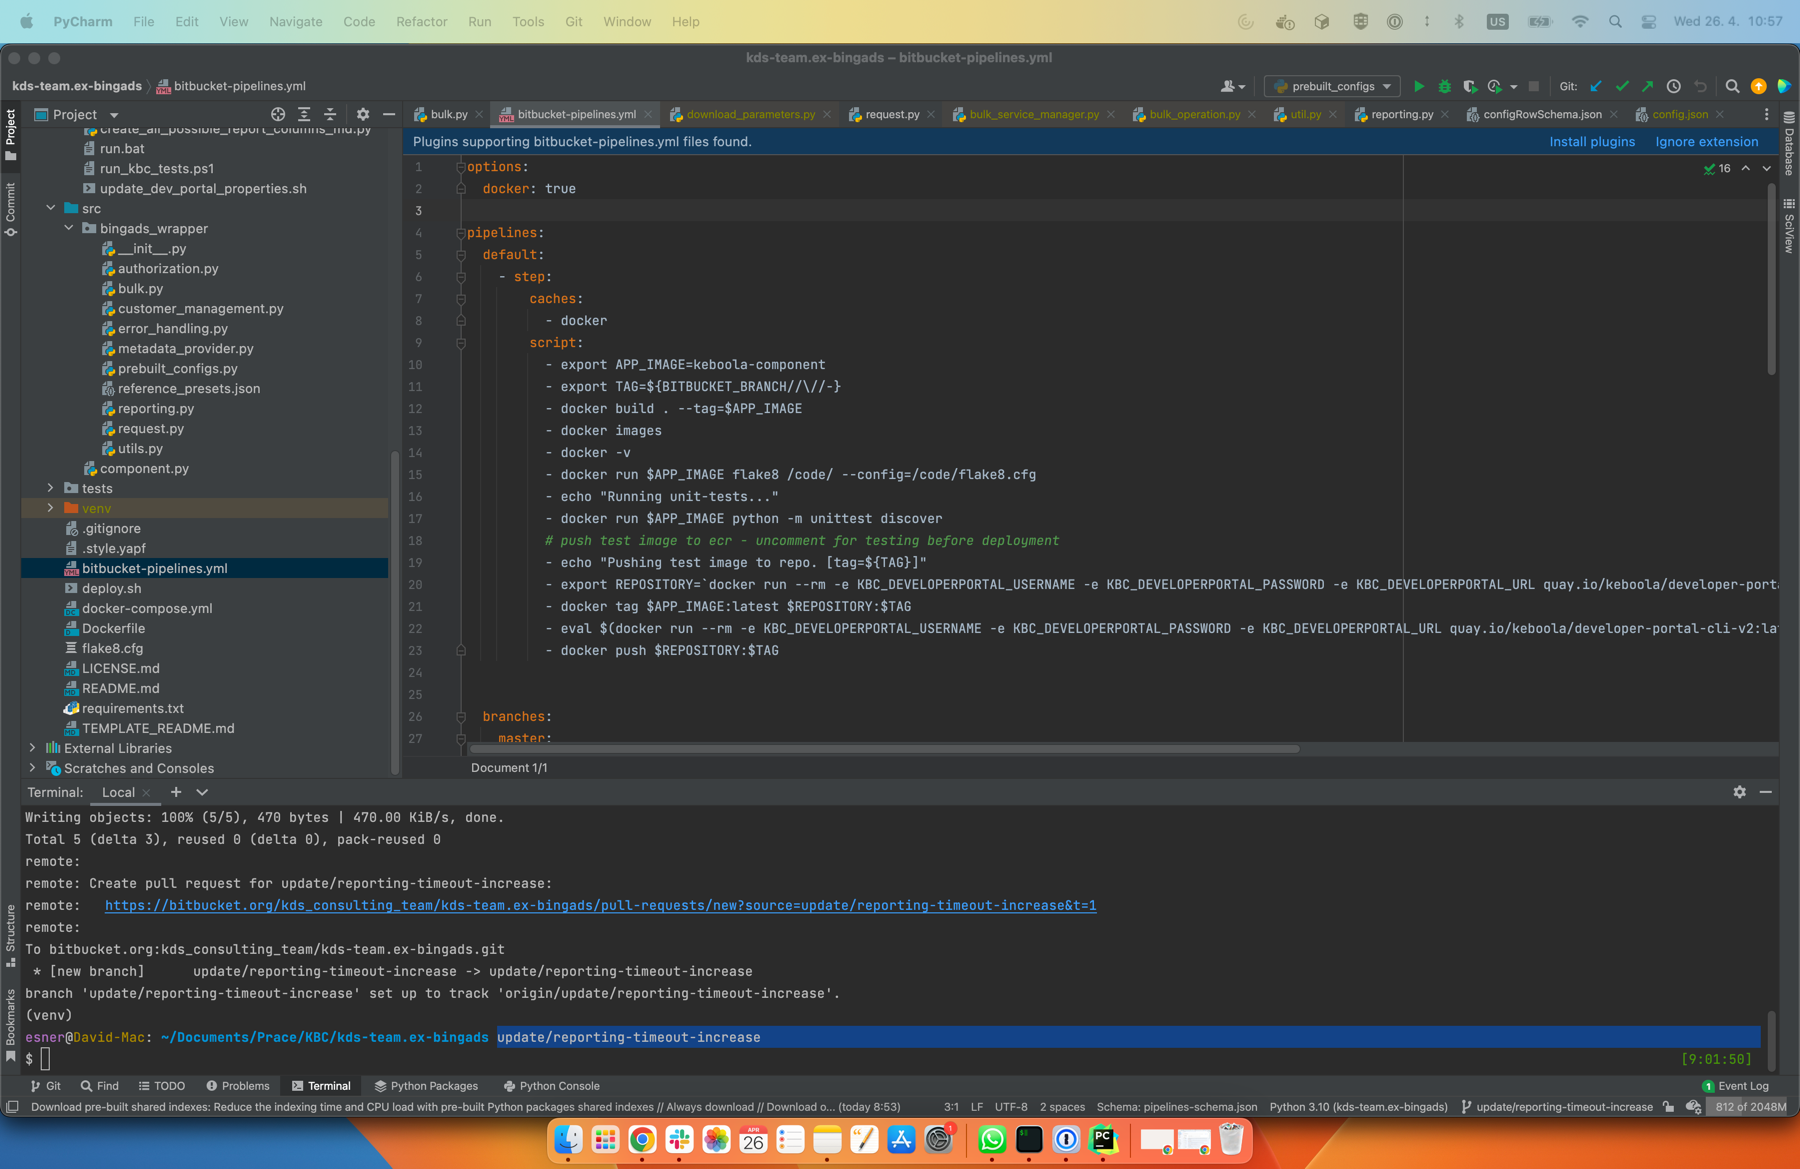 PyCharm File Edit View Navigate Code Refactor Run Tools Git Window Help US Wed 26. 4. 10:57
kds-team.ex-bingads – bitbucket-pipelines.yml
kds-team.ex-bingads bitbucket-pipelines.yml prebuilt_configs Git:
Project
bulk.py bitbucket-pipelines.yml download_parameters.py request.py bulk_service_manager.py bulk_operation.py util.py reporting.py configRowSchema.json config.json
Project
Commit
Structure
Bookmarks
Database
SciView
create_all_possible_report_columns_md.py
run.bat
run_kbc_tests.ps1
update_dev_portal_properties.sh
src
bingads_wrapper
__init__.py
authorization.py
bulk.py
customer_management.py
error_handling.py
metadata_provider.py
prebuilt_configs.py
reference_presets.json
reporting.py
request.py
utils.py
component.py
tests
venv
.gitignore
.style.yapf
bitbucket-pipelines.yml
deploy.sh
docker-compose.yml
Dockerfile
flake8.cfg
LICENSE.md
README.md
requirements.txt
TEMPLATE_README.md
External Libraries
Scratches and Consoles
Plugins supporting bitbucket-pipelines.yml files found. Install plugins Ignore extension
16
1 options:
2 docker: true
3
4 pipelines:
5 default:
6 - step:
7 caches:
8 - docker
9 script:
10 - export APP_IMAGE=keboola-component
11 - export TAG=${BITBUCKET_BRANCH//\//-}
12 - docker build . --tag=$APP_IMAGE
13 - docker images
14 - docker -v
15 - docker run $APP_IMAGE flake8 /code/ --config=/code/flake8.cfg
16 - echo "Running unit-tests..."
17 - docker run $APP_IMAGE python -m unittest discover
18 # push test image to ecr - uncomment for testing before deployment
19 - echo "Pushing test image to repo. [tag=${TAG}]"
20 - export REPOSITORY=`docker run --rm -e KBC_DEVELOPERPORTAL_USERNAME -e KBC_DEVELOPERPORTAL_PASSWORD -e KBC_DEVELOPERPORTAL_URL quay.io/keboola/developer-porta
21 - docker tag $APP_IMAGE:latest $REPOSITORY:$TAG
22 - eval $(docker run --rm -e KBC_DEVELOPERPORTAL_USERNAME -e KBC_DEVELOPERPORTAL_PASSWORD -e KBC_DEVELOPERPORTAL_URL quay.io/keboola/developer-portal-cli-v2:lat
23 - docker push $REPOSITORY:$TAG
24
25
26 branches:
27 master:
Document 1/1
Terminal: Local
Writing objects: 100% (5/5), 470 bytes | 470.00 KiB/s, done.
Total 5 (delta 3), reused 0 (delta 0), pack-reused 0
remote:
remote: Create pull request for update/reporting-timeout-increase:
remote: https://bitbucket.org/kds_consulting_team/kds-team.ex-bingads/pull-requests/new?source=update/reporting-timeout-increase&t=1
remote:
To bitbucket.org:kds_consulting_team/kds-team.ex-bingads.git
* [new branch] update/reporting-timeout-increase -> update/reporting-timeout-increase
branch 'update/reporting-timeout-increase' set up to track 'origin/update/reporting-timeout-increase'.
(venv)
esner@David-Mac: ~/Documents/Prace/KBC/kds-team.ex-bingads update/reporting-timeout-increase
$ [9:01:50]
Git Find TODO Problems Terminal Python Packages Python Console 1 Event Log
Download pre-built shared indexes: Reduce the indexing time and CPU load with pre-built Python packages shared indexes // Always download // Download o... (today 8:53) 3:1 LF UTF-8 2 spaces Schema: pipelines-schema.json Python 3.10 (kds-team.ex-bingads) update/reporting-timeout-increase 812 of 2048M
APR 26 1 PC